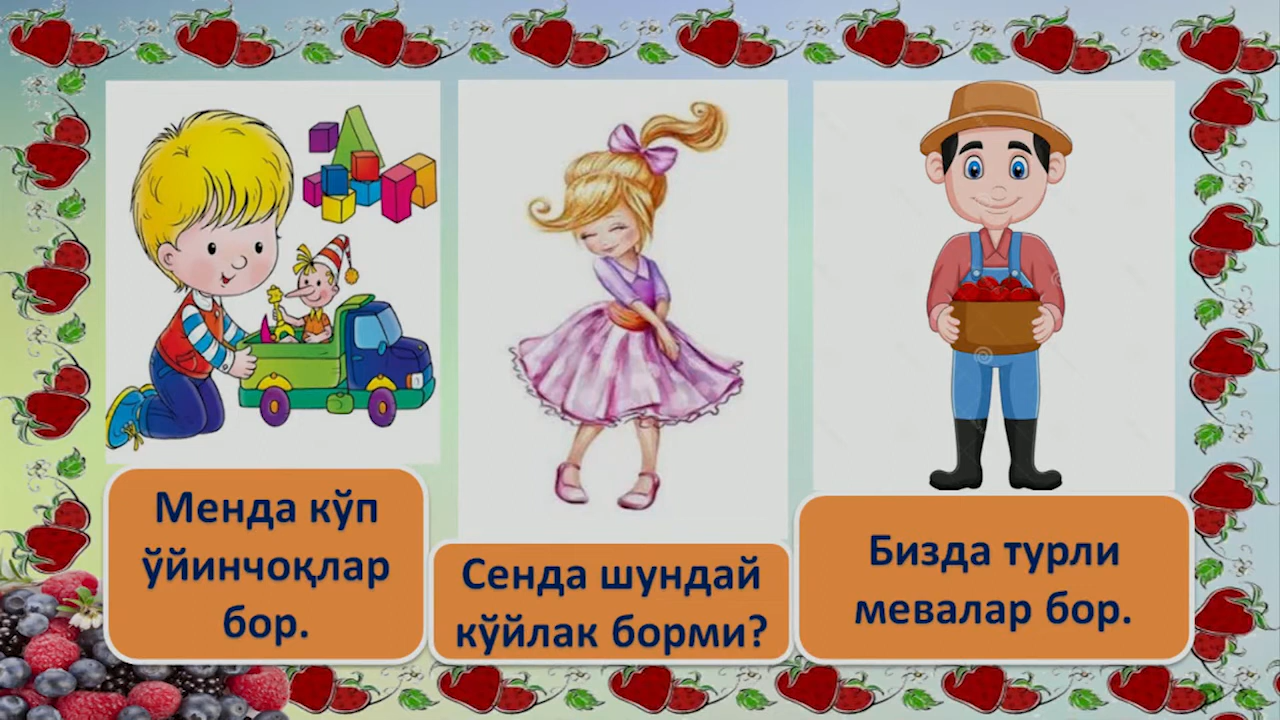 Менда кўп
ўйинчоқлар
бор.
Сенда шундай
кўйлак борми?
Бизда турли
мевалар бор.